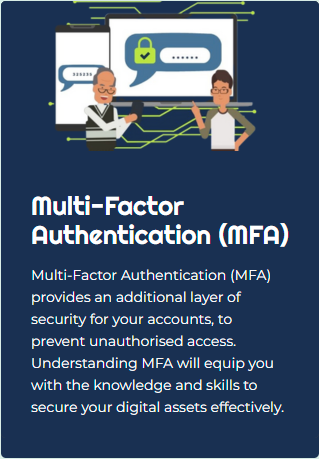 Multi-Factor
Authentication (MFA)
Multi-Factor Authentication (MFA)
provides an additional layer of
security for your accounts, to
prevent unauthorised access.
Understanding MFA will equip you
with the knowledge and skills to
secure your digital assets effectively.